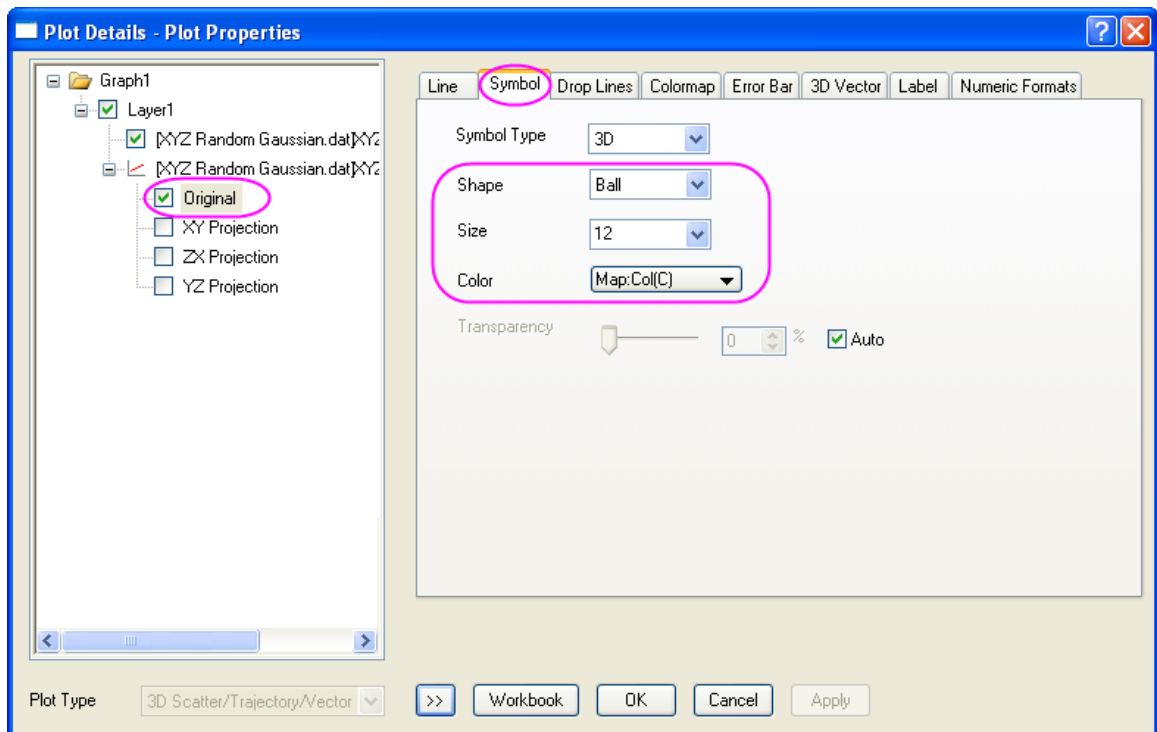 Plot Details - Plot Properties
Graph1
Layer1
[XYZ Random Gaussian.dat]XYZ
[XYZ Random Gaussian.dat]XYZ
Original
XY Projection
ZX Projection
YZ Projection
Line Symbol Drop Lines Colormap Error Bar 3D Vector Label Numeric Formats
Symbol Type 3D
Shape Ball
Size 12
Color Map:Col(C)
Transparency 0 % Auto
Plot Type 3D Scatter/Trajectory/Vector >> Workbook OK Cancel Apply